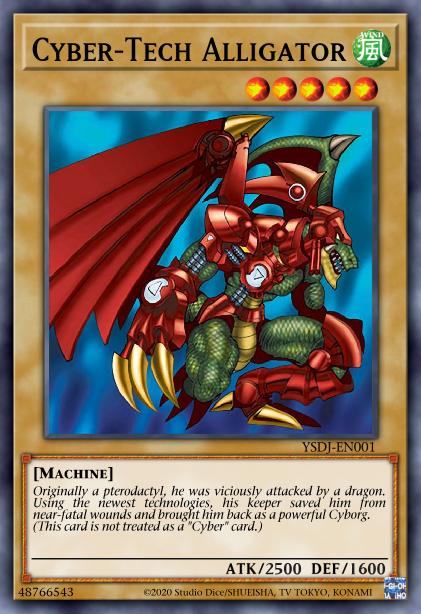 CYBER-TECH ALLIGATOR
WIND
風
YSDJ-EN001
[MACHINE]
Originally a pterodactyl, he was viciously attacked by a dragon.
Using the newest technologies, his keeper saved him from
near-fatal wounds and brought him back as a powerful Cyborg.
(This card is not treated as a "Cyber" card.)
ATK/2500 DEF/1600
48766543
©2020 Studio Dice/SHUEISHA, TV TOKYO, KONAMI